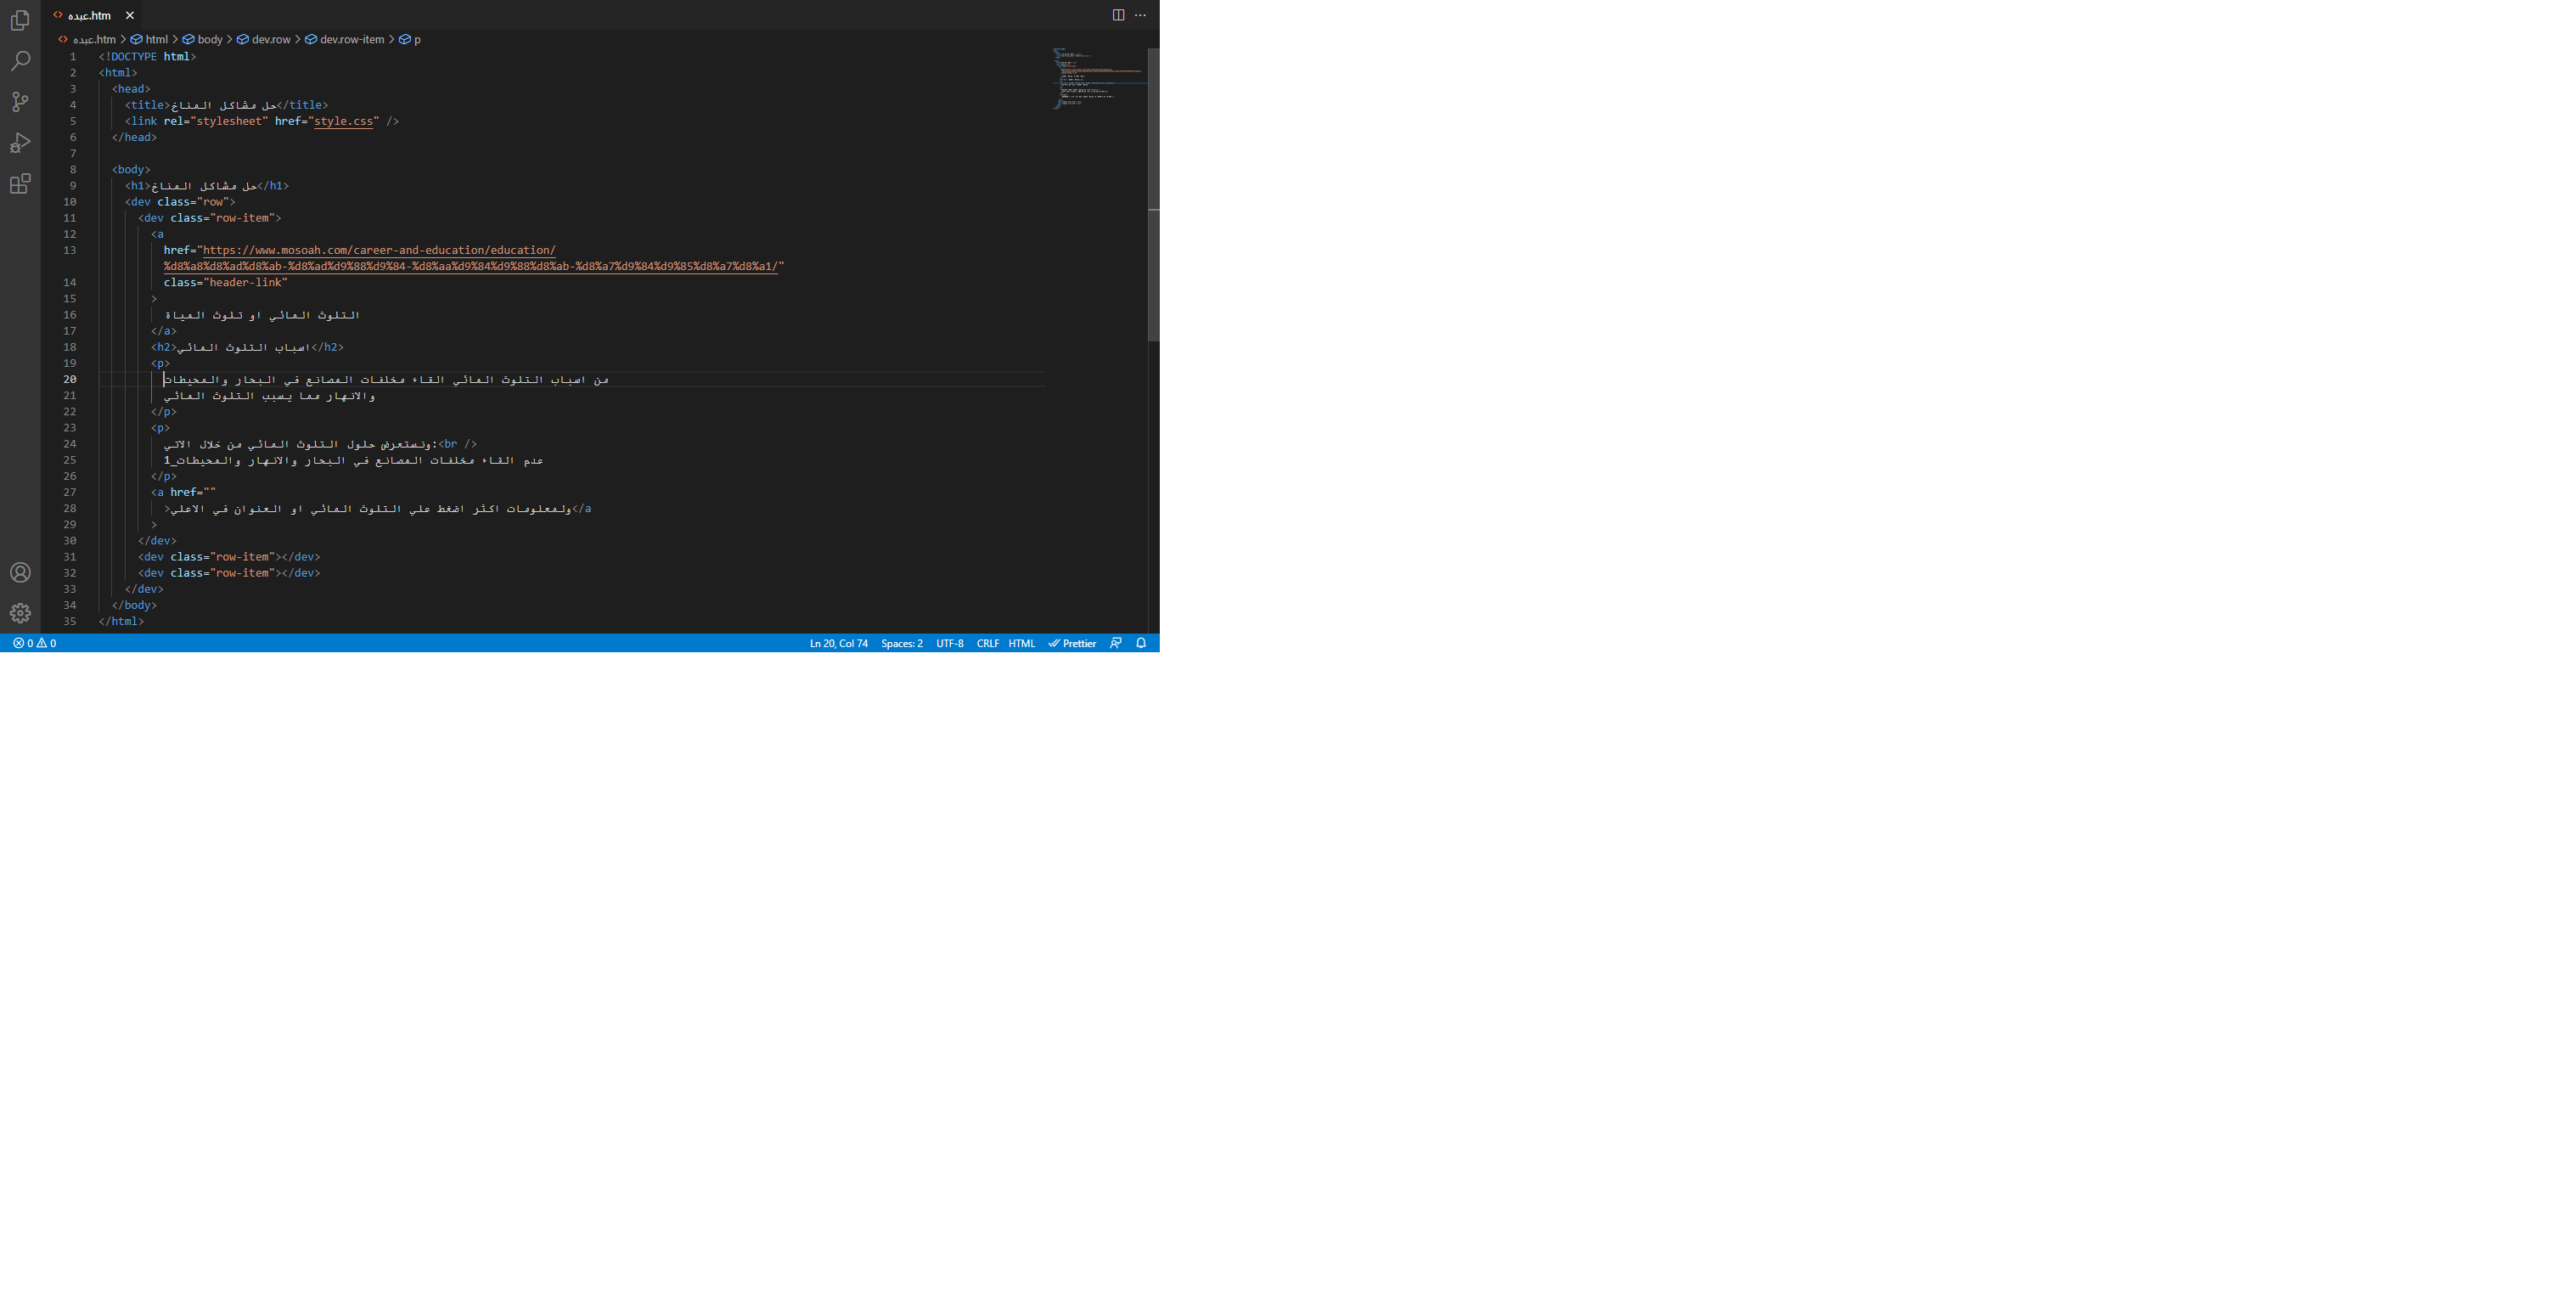 عبده.htm
عبده.htm > html > body > dev.row > dev.row-item > p
1 <!DOCTYPE html>
2 <html>
3 <head>
4 <title>حل مشاكل المناخ</title>
5 <link rel="stylesheet" href="style.css" />
6 </head>
7
8 <body>
9 <h1>حل مشاكل المناخ</h1>
10 <dev class="row">
11 <dev class="row-item">
12 <a
13 href="https://www.mosoah.com/career-and-education/education/
%d8%a8%d8%ad%d8%ab-%d8%ad%d9%88%d9%84-%d8%aa%d9%84%d9%88%d8%ab-%d8%a7%d9%84%d9%85%d8%a7%d8%a1/"
14 class="header-link"
15 >
16 التلوث المائي او تلوث المياة
17 </a>
18 <h2>اسباب التلوث المائي</h2>
19 <p>
20 من اسباب التلوث المائي القاء مخلفات المصانع في البحار والمحيطات
21 والانهار مما يسبب التلوث المائي
22 </p>
23 <p>
24 ونستعرض حلول التلوث المائي من خلال الاتي:<br />
25 1_عدم القاء مخلفات المصانع في البحار والانهار والمحيطات
26 </p>
27 <a href=""
28 >ولمعلومات اكثر اضغط علي التلوث المائي او العنوان في الاعلي</a
29 >
30 </dev>
31 <dev class="row-item"></dev>
32 <dev class="row-item"></dev>
33 </dev>
34 </body>
35 </html>
0 0 Ln 20, Col 74 Spaces: 2 UTF-8 CRLF HTML Prettier